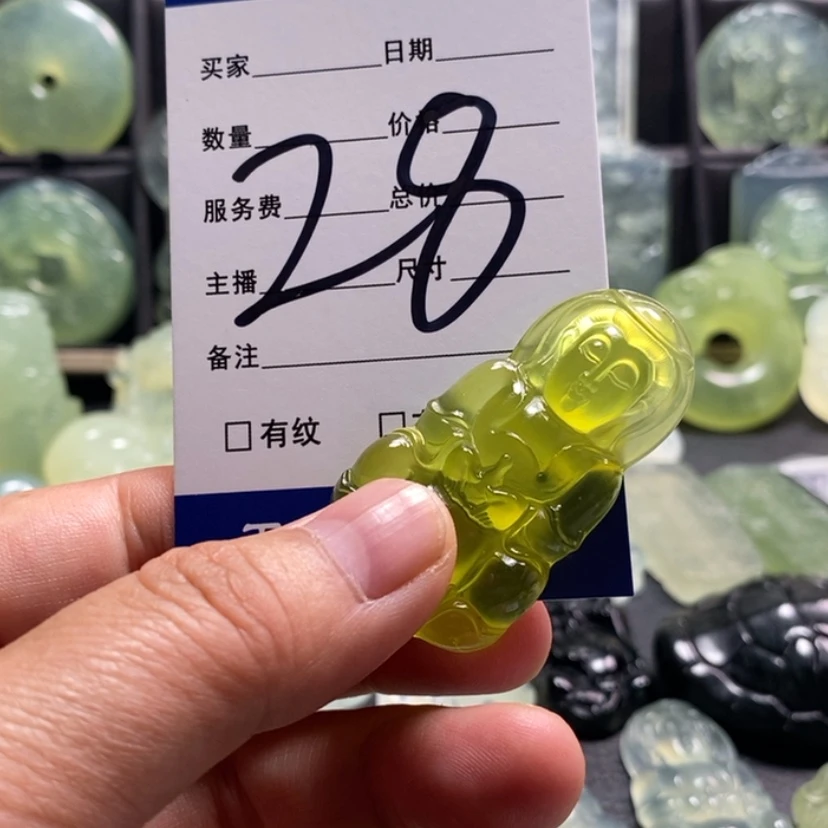 买家 日期
数量 价格
28
服务费 总价
主播 尺寸
备注
有纹